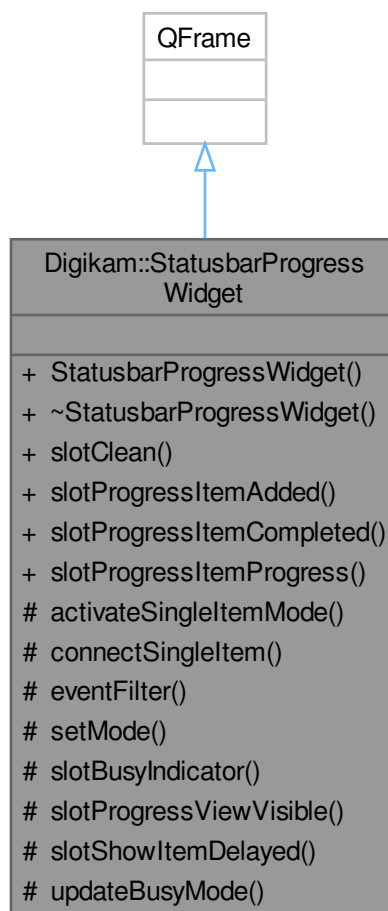 QFrame
Digikam::StatusbarProgress
Widget
+ StatusbarProgressWidget()
+ ~StatusbarProgressWidget()
+ slotClean()
+ slotProgressItemAdded()
+ slotProgressItemCompleted()
+ slotProgressItemProgress()
# activateSingleItemMode()
# connectSingleItem()
# eventFilter()
# setMode()
# slotBusyIndicator()
# slotProgressViewVisible()
# slotShowItemDelayed()
# updateBusyMode()